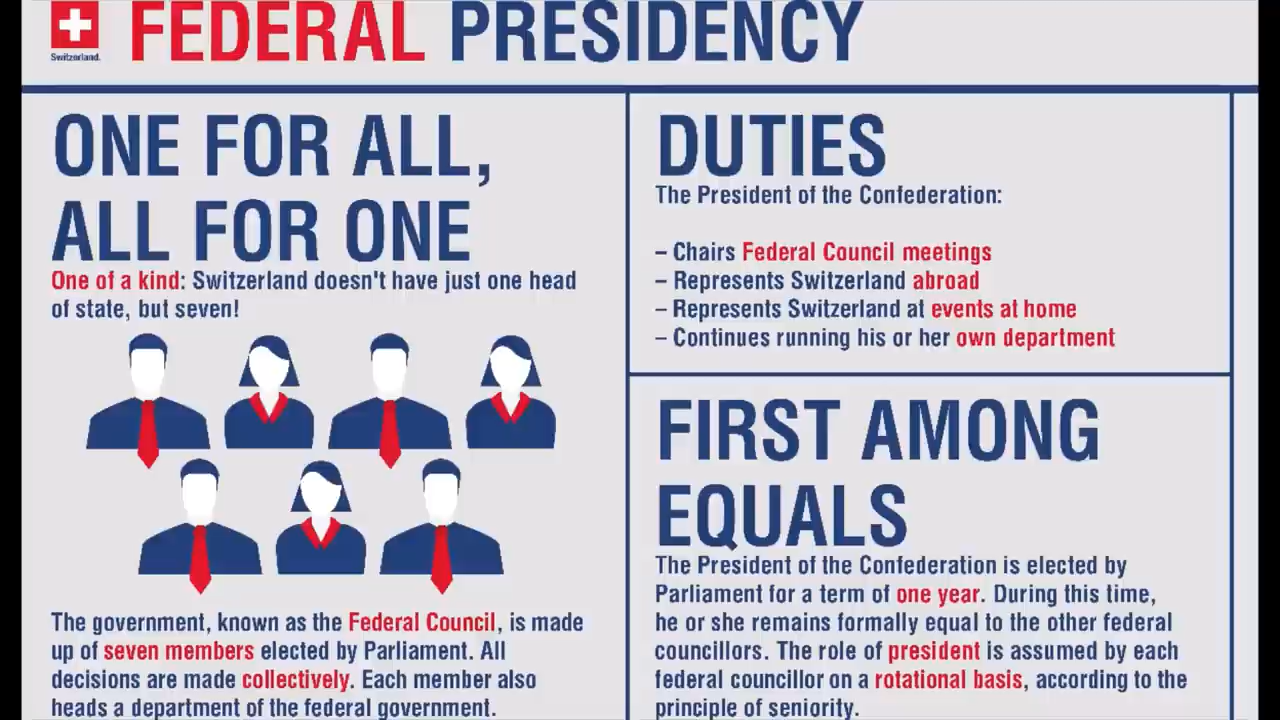 Switzerland.
FEDERAL PRESIDENCY
ONE FOR ALL,
ALL FOR ONE
One of a kind: Switzerland doesn't have just one head
of state, but seven!
The government, known as the Federal Council, is made
up of seven members elected by Parliament. All
decisions are made collectively. Each member also
heads a department of the federal government.
DUTIES
The President of the Confederation:
– Chairs Federal Council meetings
– Represents Switzerland abroad
– Represents Switzerland at events at home
– Continues running his or her own department
FIRST AMONG
EQUALS
The President of the Confederation is elected by
Parliament for a term of one year. During this time,
he or she remains formally equal to the other federal
councillors. The role of president is assumed by each
federal councillor on a rotational basis, according to the
principle of seniority.